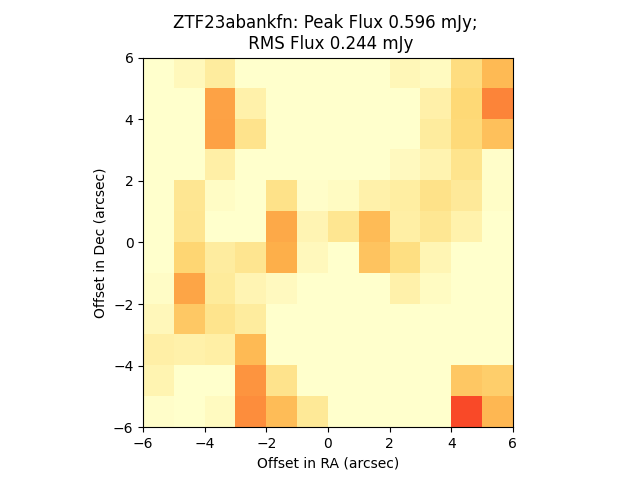 ZTF23abankfn: Peak Flux 0.596 mJy;
RMS Flux 0.244 mJy
6
4
2
0
−2
−4
−6
Offset in Dec (arcsec)
−6 −4 −2 0 2 4 6
Offset in RA (arcsec)